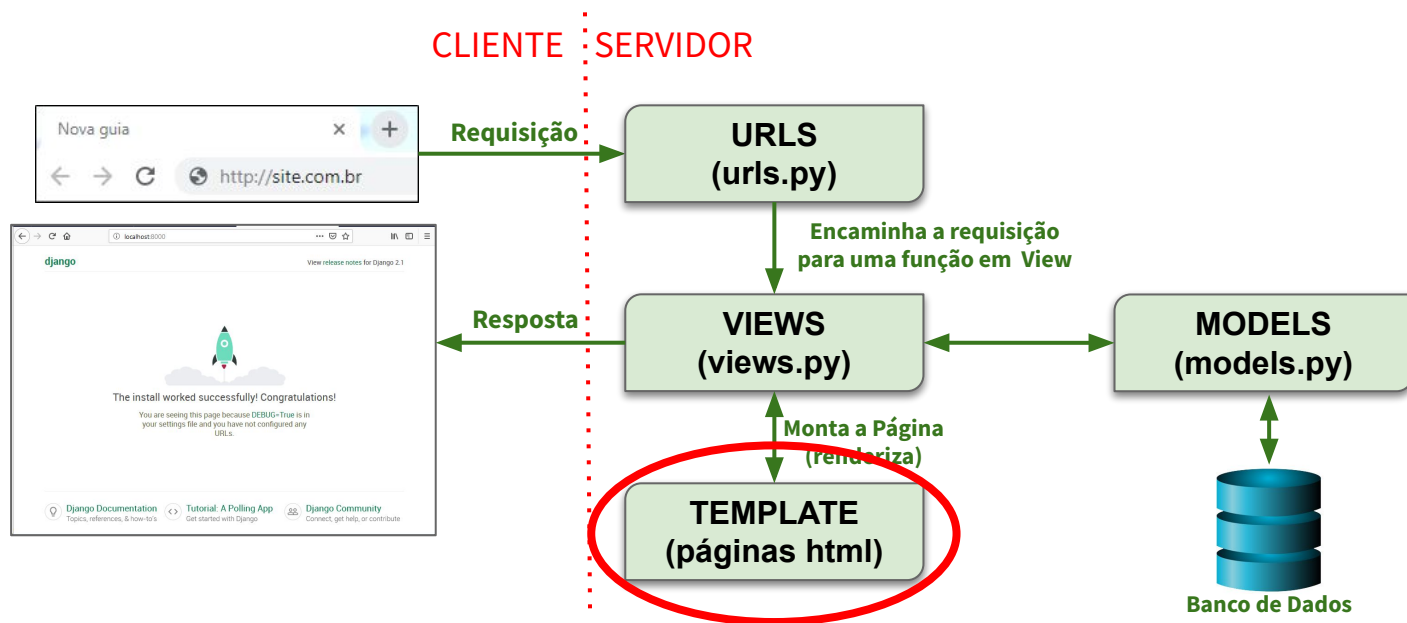 CLIENTE SERVIDOR
Nova guia
http://site.com.br
Requisição
URLS
(urls.py)
Encaminha a requisição
para uma função em View
localhost:8000
django
View release notes for Django 2.1
The install worked successfully! Congratulations!
You are seeing this page because DEBUG=True is in
your settings file and you have not configured any
URLs.
Django Documentation
Topics, references, & how-to's
Tutorial: A Polling App
Get started with Django
Django Community
Connect, get help, or contribute
Resposta
VIEWS
(views.py)
MODELS
(models.py)
Monta a Página
(renderiza)
TEMPLATE
(páginas html)
Banco de Dados